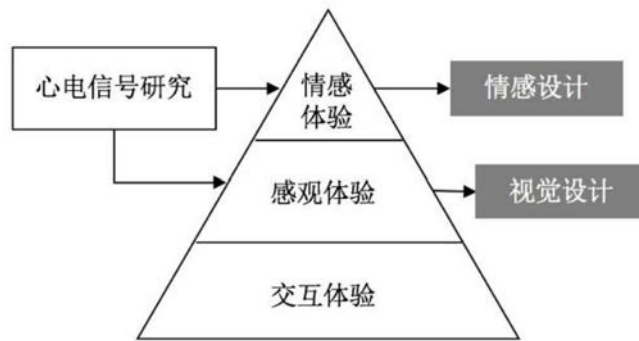 心电信号研究
情感
体验
情感设计
感观体验
视觉设计
交互体验